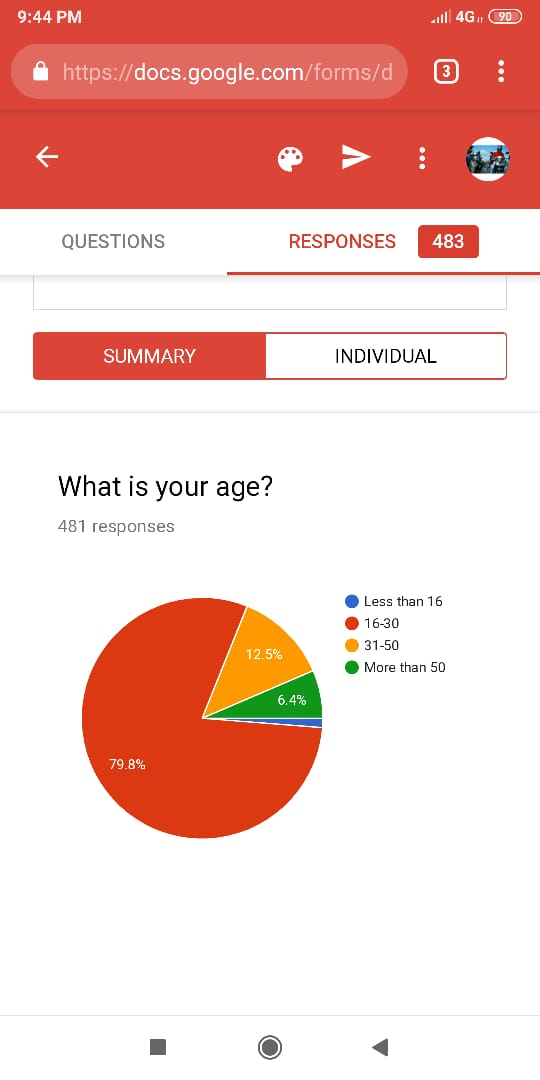 9:44 PM 4G 90
https://docs.google.com/forms/d 3
QUESTIONS RESPONSES 483
SUMMARY INDIVIDUAL
What is your age?
481 responses
Less than 16
16-30
31-50
More than 50
12.5%
6.4%
79.8%